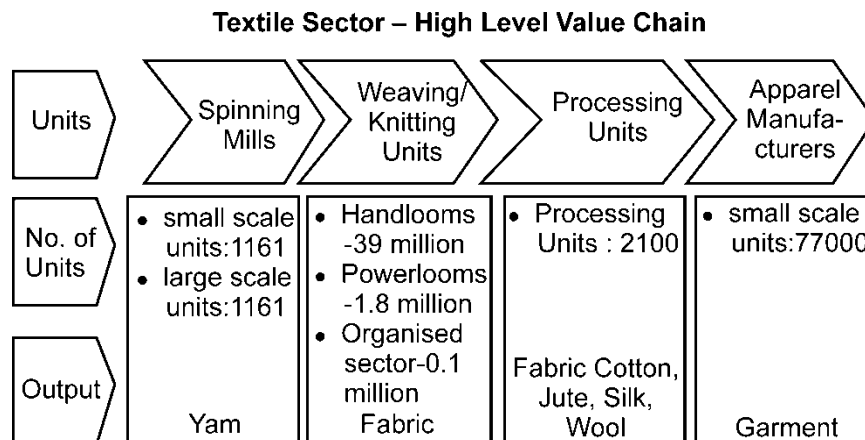 Textile Sector – High Level Value Chain
Units
Spinning
Mills
Weaving/
Knitting
Units
Processing
Units
Apparel
Manufa-
cturers
No. of
Units
• small scale
units:1161
• large scale
units:1161
• Handlooms
-39 million
• Powerlooms
-1.8 million
• Organised
sector-0.1
million
• Processing
Units : 2100
• small scale
units:77000
Output
Yam
Fabric
Fabric Cotton,
Jute, Silk,
Wool
Garment